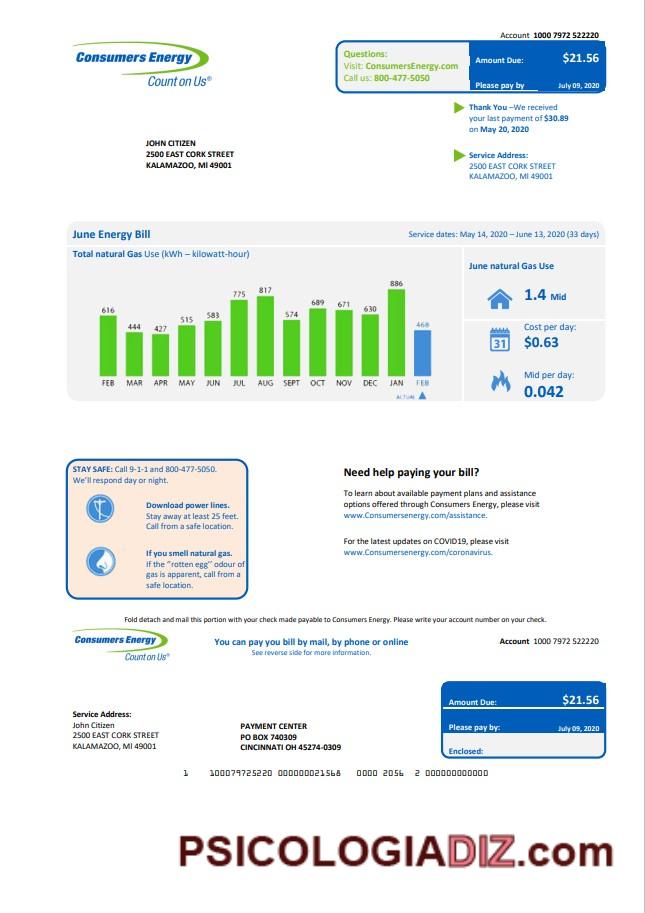 Account 1000 7972 522220
Consumers Energy
Count on Us®
Questions:
Visit: ConsumersEnergy.com
Call us: 800-477-5050
Amount Due: $21.56
Please pay by July 09, 2020
Thank You –We received
your last payment of $30.89
on May 20, 2020
JOHN CITIZEN
2500 EAST CORK STREET
KALAMAZOO, MI 49001
Service Address:
2500 EAST CORK STREET
KALAMAZOO, MI 49001
June Energy Bill
Service dates: May 14, 2020 – June 13, 2020 (33 days)
Total natural Gas Use (kWh – kilowatt-hour)
616 444 427 515 583 775 817 574 689 671 630 886 468
FEB MAR APR MAY JUN JUL AUG SEPT OCT NOV DEC JAN FEB
ACTUAL
June natural Gas Use
1.4 Mid
31
Cost per day:
$0.63
Mid per day:
0.042
STAY SAFE: Call 9-1-1 and 800-477-5050.
We'll respond day or night.
Download power lines.
Stay away at least 25 feet.
Call from a safe location.
If you smell natural gas.
If the "rotten egg" odour of
gas is apparent, call from a
safe location.
Need help paying your bill?
To learn about available payment plans and assistance
options offered through Consumers Energy, please visit
www.Consumersenergy.com/assistance.
For the latest updates on COVID19, please visit
www.Consumersenergy.com/coronavirus.
Fold detach and mail this portion with your check made payable to Consumers Energy. Please write your account number on your check.
Consumers Energy
Count on Us®
You can pay you bill by mail, by phone or online
See reverse side for more information.
Account 1000 7972 522220
Amount Due: $21.56
Please pay by: July 09, 2020
Enclosed:
Service Address:
John Citizen
2500 EAST CORK STREET
KALAMAZOO, MI 49001
PAYMENT CENTER
PO BOX 740309
CINCINNATI OH 45274-0309
1 100079725220 000000021568 0000 2056 2 000000000000
PSICOLOGIADIZ.com